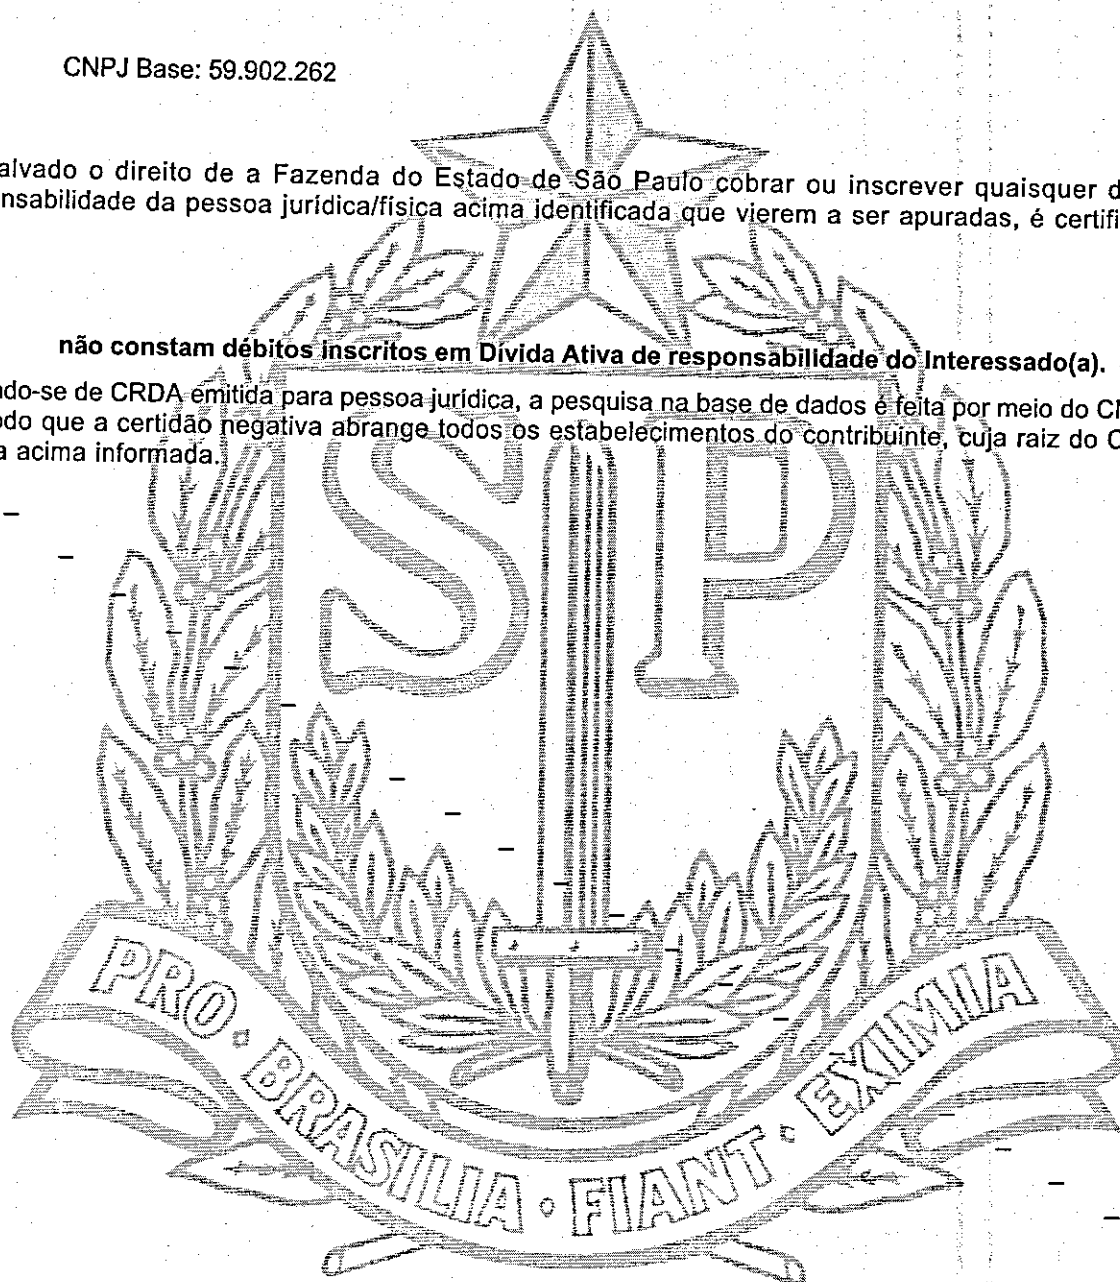 CNPJ Base: 59.902.262
alvado o direito de a Fazenda do Estado de São Paulo cobrar ou inscrever quaisquer d
nsabilidade da pessoa jurídica/física acima identificada que vierem a ser apuradas, é certifi
não constam débitos inscritos em Dívida Ativa de responsabilidade do Interessado(a).
ndo-se de CRDA emitida para pessoa jurídica, a pesquisa na base de dados é feita por meio do CN
odo que a certidão negativa abrange todos os estabelecimentos do contribuinte, cuja raiz do C
a acima informada.
SP
PRO · BRASILIA · FIANT · EXIMIA